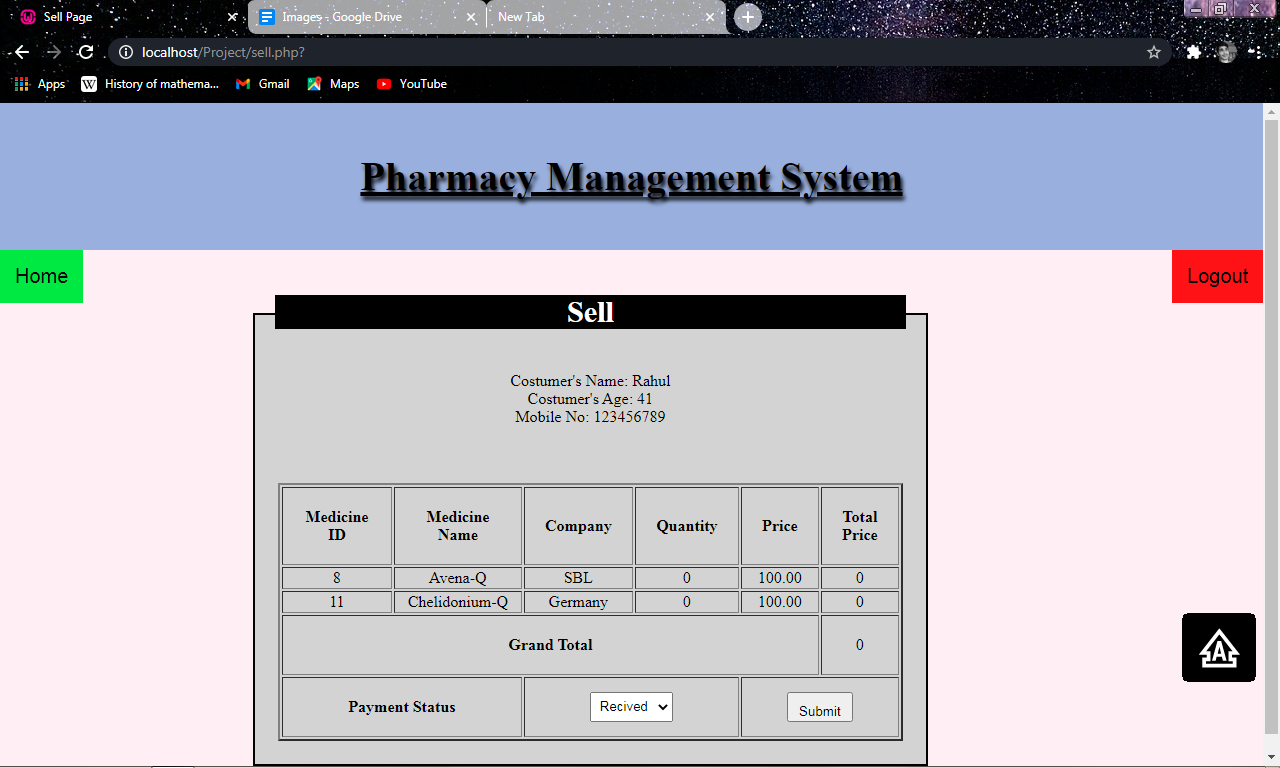 Sell Page
Images - Google Drive
New Tab
localhost/Project/sell.php?
Apps
W
History of mathema...
Gmail
Maps
YouTube
Pharmacy Management System
Home
Logout
Sell
Costumer's Name: Rahul
Costumer's Age: 41
Mobile No: 123456789
Medicine ID Medicine Name Company Quantity Price Total Price
8 Avena-Q SBL 0 100.00 0
11 Chelidonium-Q Germany 0 100.00 0
Grand Total 0
Payment Status Recived Submit
A